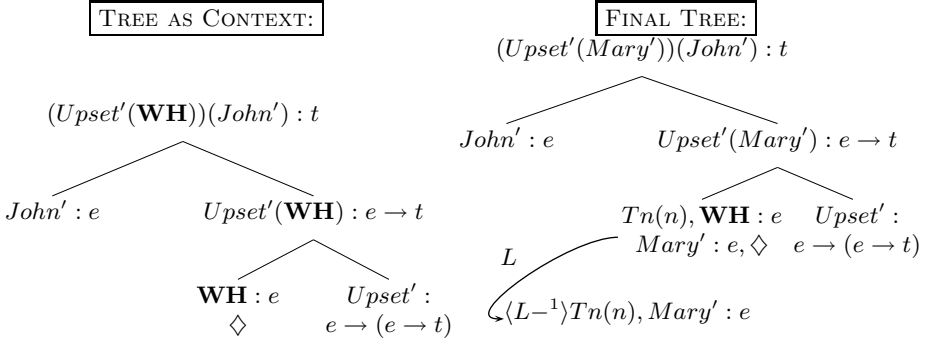 TREE AS CONTEXT:
(Upset′(WH))(John′) : t
John′ : e
Upset′(WH) : e → t
WH : e
♢
Upset′ :
e → (e → t)
FINAL TREE:
(Upset′(Mary′))(John′) : t
John′ : e
Upset′(Mary′) : e → t
Tn(n), WH : e
Mary′ : e, ♢
Upset′ :
e → (e → t)
L
⟨L−¹⟩Tn(n), Mary′ : e